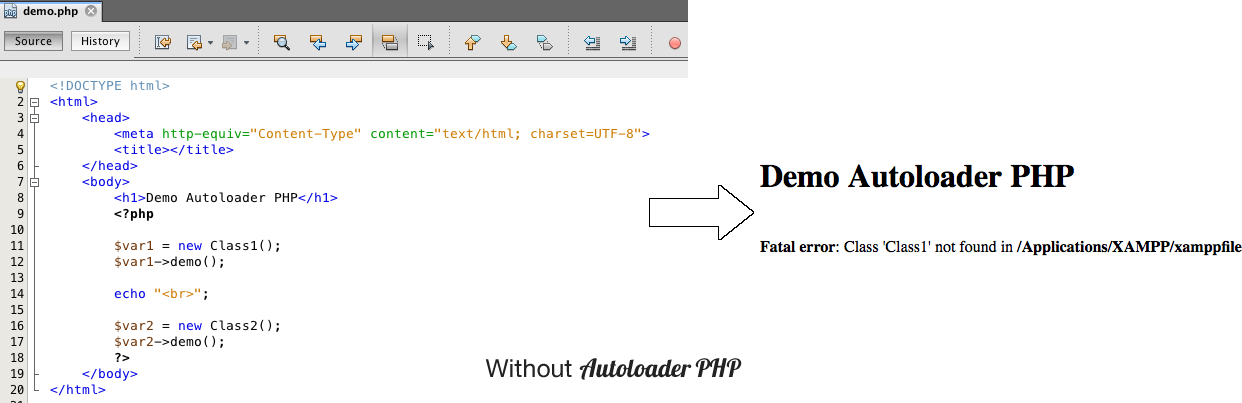 demo.php
Source History
<!DOCTYPE html>
2 <html>
3 <head>
4 <meta http-equiv="Content-Type" content="text/html; charset=UTF-8">
5 <title></title>
6 </head>
7 <body>
8 <h1>Demo Autoloader PHP</h1>
9 <?php
10
11 $var1 = new Class1();
12 $var1->demo();
13
14 echo "<br>";
15
16 $var2 = new Class2();
17 $var2->demo();
18 ?>
19 </body>
20 </html>
Demo Autoloader PHP
Fatal error: Class 'Class1' not found in /Applications/XAMPP/xamppfile
Without Autoloader PHP